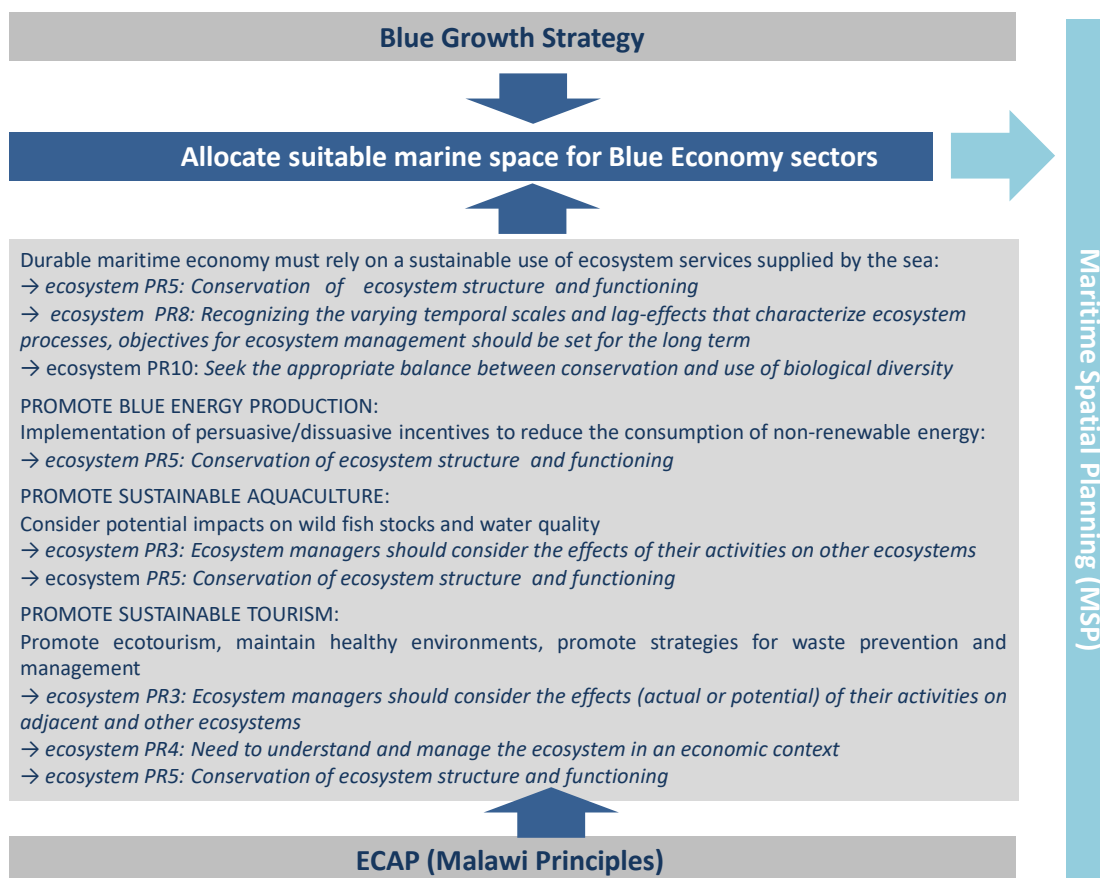 Blue Growth Strategy
Allocate suitable marine space for Blue Economy sectors
Durable maritime economy must rely on a sustainable use of ecosystem services supplied by the sea:
→ ecosystem PR5: Conservation of ecosystem structure and functioning
→ ecosystem PR8: Recognizing the varying temporal scales and lag-effects that characterize ecosystem
processes, objectives for ecosystem management should be set for the long term
→ ecosystem PR10: Seek the appropriate balance between conservation and use of biological diversity
PROMOTE BLUE ENERGY PRODUCTION:
Implementation of persuasive/dissuasive incentives to reduce the consumption of non-renewable energy:
→ ecosystem PR5: Conservation of ecosystem structure and functioning
PROMOTE SUSTAINABLE AQUACULTURE:
Consider potential impacts on wild fish stocks and water quality
→ ecosystem PR3: Ecosystem managers should consider the effects of their activities on other ecosystems
→ ecosystem PR5: Conservation of ecosystem structure and functioning
PROMOTE SUSTAINABLE TOURISM:
Promote ecotourism, maintain healthy environments, promote strategies for waste prevention and
management
→ ecosystem PR3: Ecosystem managers should consider the effects (actual or potential) of their activities on
adjacent and other ecosystems
→ ecosystem PR4: Need to understand and manage the ecosystem in an economic context
→ ecosystem PR5: Conservation of ecosystem structure and functioning
ECAP (Malawi Principles)
Maritime Spatial Planning (MSP)